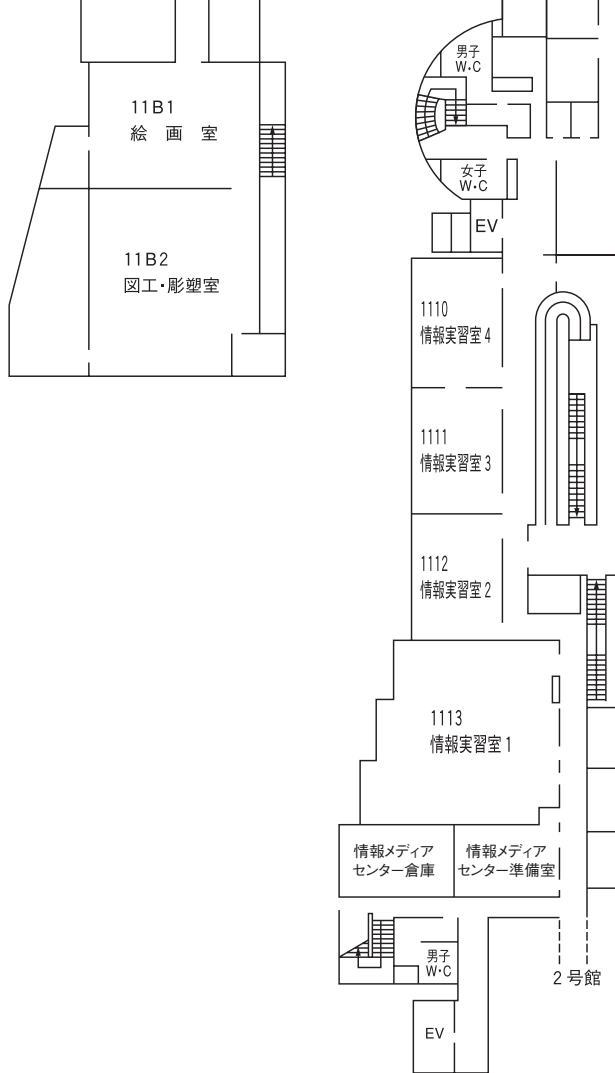 11B1
絵画室
11B2
図工・彫塑室
男子
W・C
女子
W・C
EV
1110
情報実習室4
1111
情報実習室3
1112
情報実習室2
1113
情報実習室1
情報メディア
センター倉庫
情報メディア
センター準備室
男子
W・C
2号館
EV